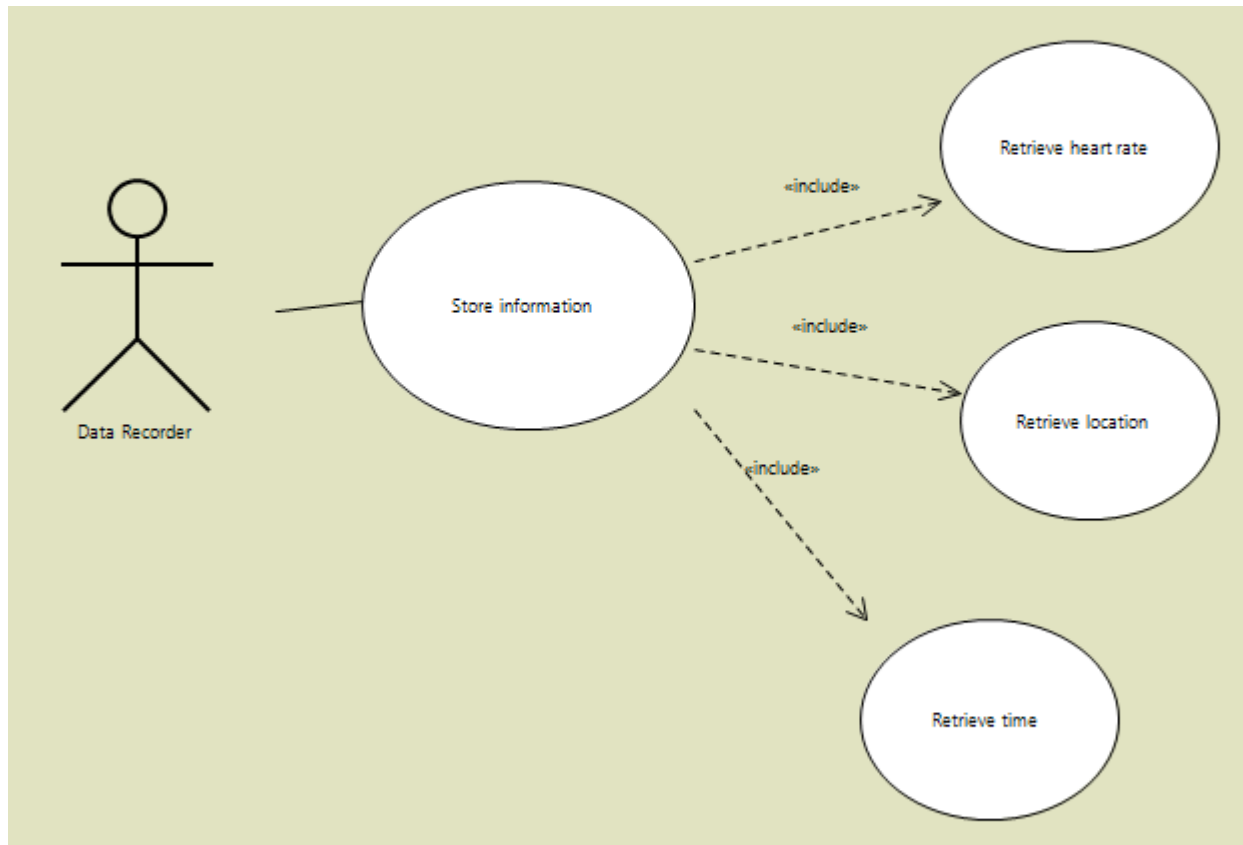 Retrieve heart rate
«include»
Store information
«include»
Retrieve location
Data Recorder
«include»
Retrieve time